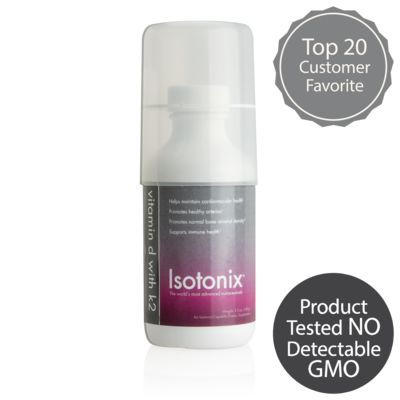 Top 20
Customer
Favorite
vitamin d with k2
Helps maintain cardiovascular health*
Promotes healthy arteries*
Promotes normal bone mineral density*
Supports immune health*
Isotonix™
The world's most advanced nutraceuticals
Product
Tested NO
Detectable
GMO